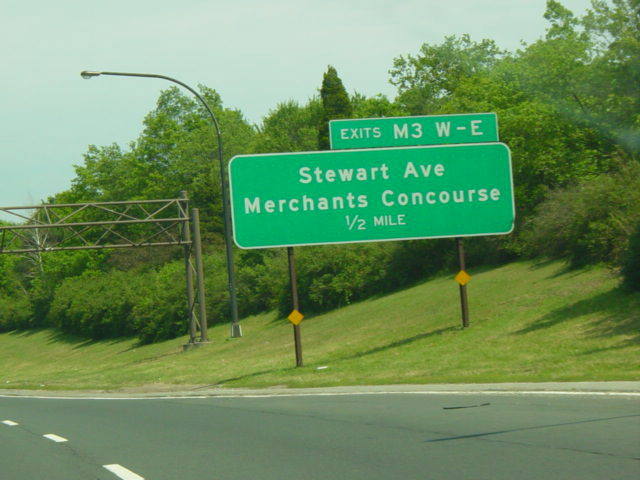 EXITS M3 W-E
Stewart Ave
Merchants Concourse
1/2 MILE